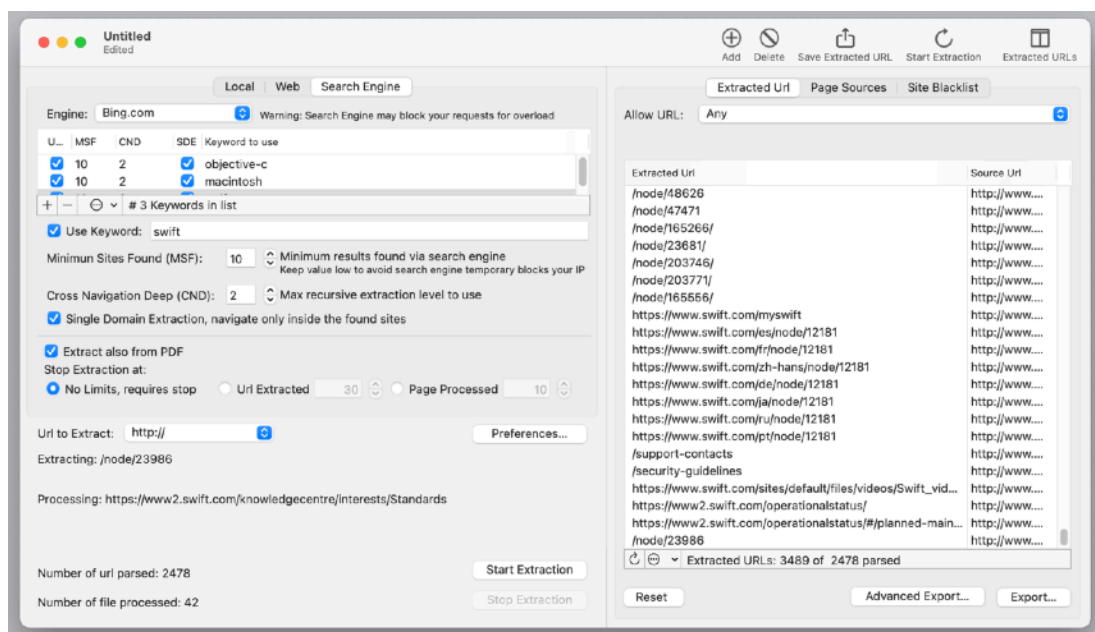 Untitled
Edited
Add Delete Save Extracted URL Start Extraction Extracted URLs
Local Web Search Engine
Engine: Bing.com Warning: Search Engine may block your requests for overload
U... MSF CND SDE Keyword to use
10 2 objective-c
10 2 macintosh
+ − # 3 Keywords in list
Use Keyword: swift
Minimun Sites Found (MSF): 10 Minimum results found via search engine
Keep value low to avoid search engine temporary blocks your IP
Cross Navigation Deep (CND): 2 Max recursive extraction level to use
Single Domain Extraction, navigate only inside the found sites
Extract also from PDF
Stop Extraction at:
No Limits, requires stop Url Extracted 30 Page Processed 10
Url to Extract: http:// Preferences...
Extracting: /node/23986
Processing: https://www2.swift.com/knowledgecentre/interests/Standards
Number of url parsed: 2478 Start Extraction
Number of file processed: 42 Stop Extraction
Extracted Url Page Sources Site Blacklist
Allow URL: Any
Extracted Url Source Url
/node/48626 http://www....
/node/47471 http://www....
/node/165266/ http://www....
/node/23681/ http://www....
/node/203746/ http://www....
/node/203771/ http://www....
/node/165556/ http://www....
https://www.swift.com/myswift http://www....
https://www.swift.com/es/node/12181 http://www....
https://www.swift.com/fr/node/12181 http://www....
https://www.swift.com/zh-hans/node/12181 http://www....
https://www.swift.com/de/node/12181 http://www....
https://www.swift.com/ja/node/12181 http://www....
https://www.swift.com/ru/node/12181 http://www....
https://www.swift.com/pt/node/12181 http://www....
/support-contacts http://www....
/security-guidelines http://www....
https://www.swift.com/sites/default/files/videos/Swift_vid... http://www....
https://www2.swift.com/operationalstatus/ http://www....
https://www2.swift.com/operationalstatus/#/planned-main... http://www....
/node/23986 http://www....
Extracted URLs: 3489 of 2478 parsed
Reset Advanced Export... Export...